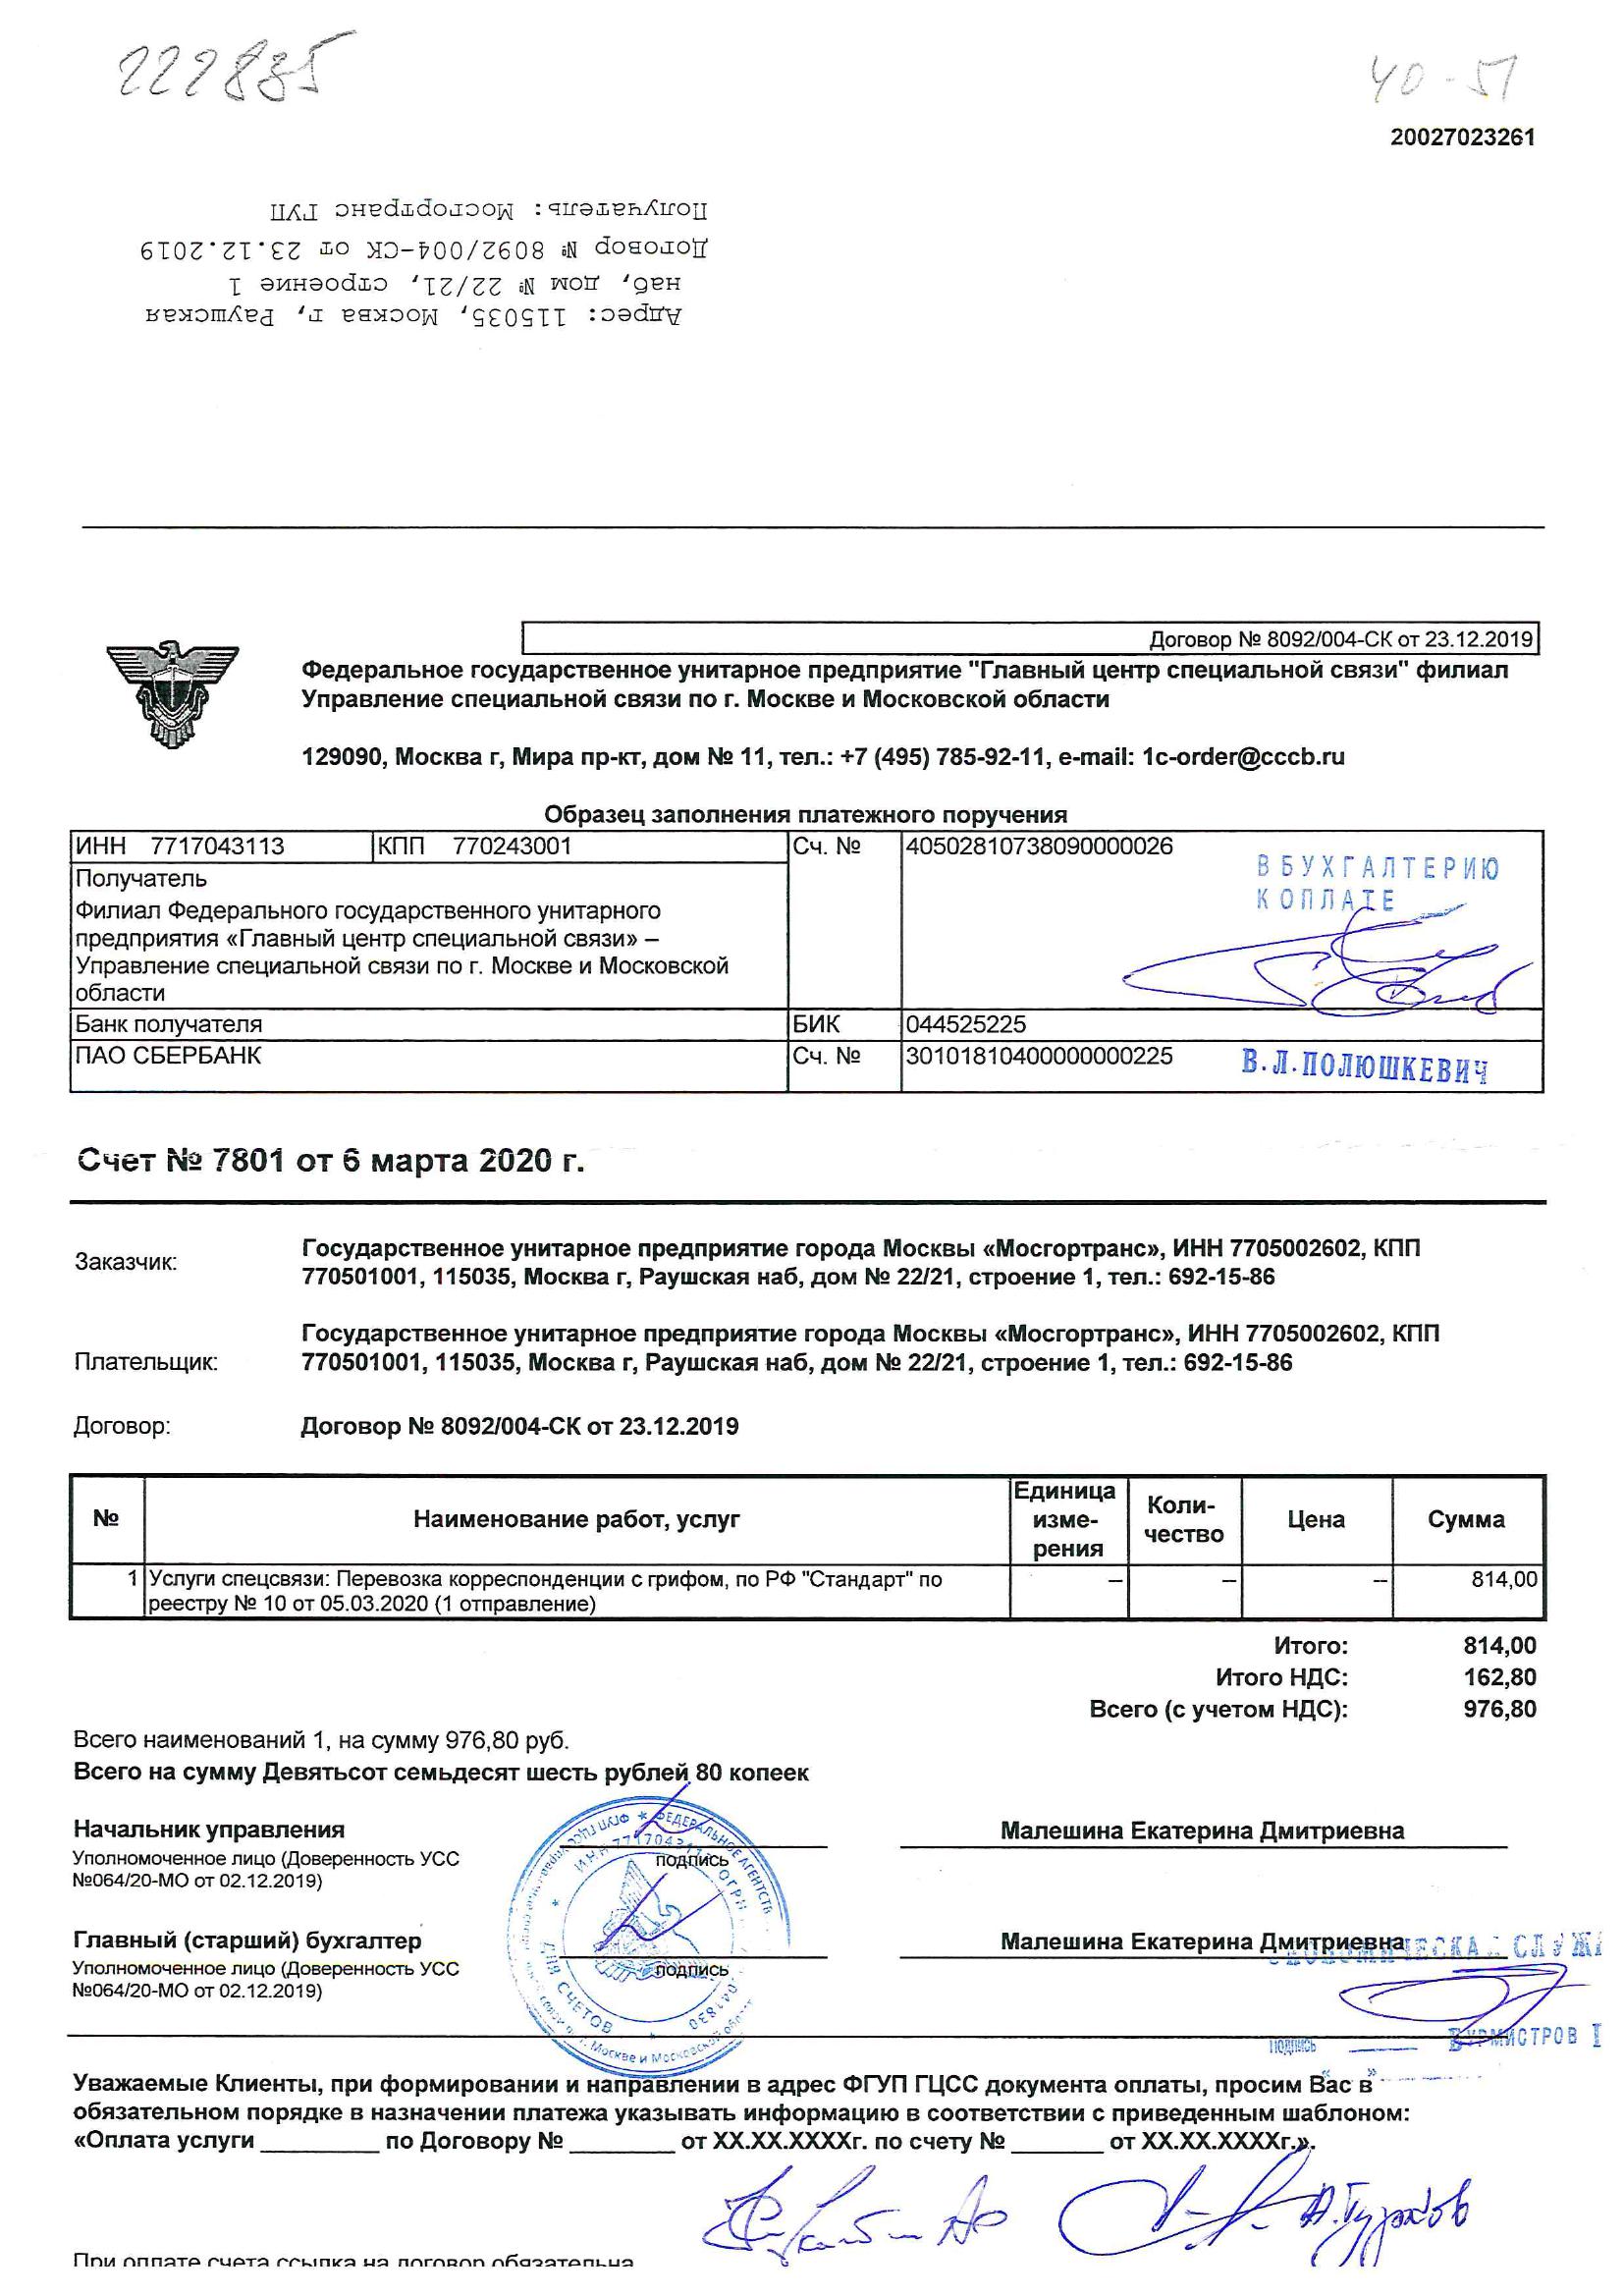 222835
40-51
20027023261
Адрес: 115035, Москва г, Раушская
наб, дом № 22/21, строение 1
Договор № 8092/004-СК от 23.12.2019
Получатель: Мосгортранс ГУП
Договор № 8092/004-СК от 23.12.2019
Федеральное государственное унитарное предприятие "Главный центр специальной связи" филиал
Управление специальной связи по г. Москве и Московской области
129090, Москва г, Мира пр-кт, дом № 11, тел.: +7 (495) 785-92-11, e-mail: 1c-order@cccb.ru
Образец заполнения платежного поручения
ИНН 7717043113 КПП 770243001 Сч. № 40502810738090000026
Получатель
Филиал Федерального государственного унитарного
предприятия «Главный центр специальной связи» –
Управление специальной связи по г. Москве и Московской
области
В БУХГАЛТЕРИЮ
К ОПЛАТЕ
Банк получателя БИК 044525225
ПАО СБЕРБАНК Сч. № 30101810400000000225
В.Л.ПОЛЮШКЕВИЧ
Счет № 7801 от 6 марта 2020 г.
Заказчик: Государственное унитарное предприятие города Москвы «Мосгортранс», ИНН 7705002602, КПП
770501001, 115035, Москва г, Раушская наб, дом № 22/21, строение 1, тел.: 692-15-86
Плательщик: Государственное унитарное предприятие города Москвы «Мосгортранс», ИНН 7705002602, КПП
770501001, 115035, Москва г, Раушская наб, дом № 22/21, строение 1, тел.: 692-15-86
Договор: Договор № 8092/004-СК от 23.12.2019
№ Наименование работ, услуг Единица изме- рения Коли- чество Цена Сумма
1 Услуги спецсвязи: Перевозка корреспонденции с грифом, по РФ "Стандарт" по – – – 814,00
реестру № 10 от 05.03.2020 (1 отправление)
Итого: 814,00
Итого НДС: 162,80
Всего (с учетом НДС): 976,80
Всего наименований 1, на сумму 976,80 руб.
Всего на сумму Девятьсот семьдесят шесть рублей 80 копеек
Начальник управления Малешина Екатерина Дмитриевна
Уполномоченное лицо (Доверенность УСС подпись
№064/20-МО от 02.12.2019)
Главный (старший) бухгалтер Малешина Екатерина Дмитриевна
Уполномоченное лицо (Доверенность УСС подпись
№064/20-МО от 02.12.2019)
ФЕДЕРАЛЬНОЕ АГЕНТСТВ
ДЛЯ СЧЕТОВ
СЛУЖ
подпись
БУРМИСТРОВ
Уважаемые Клиенты, при формировании и направлении в адрес ФГУП ГЦСС документа оплаты, просим Вас в
обязательном порядке в назначении платежа указывать информацию в соответствии с приведенным шаблоном:
«Оплата услуги _________ по Договору № ________ от XX.XX.XXXXг. по счету № _______ от XX.XX.XXXXг.».
При оплате счета ссылка на договор обязательна